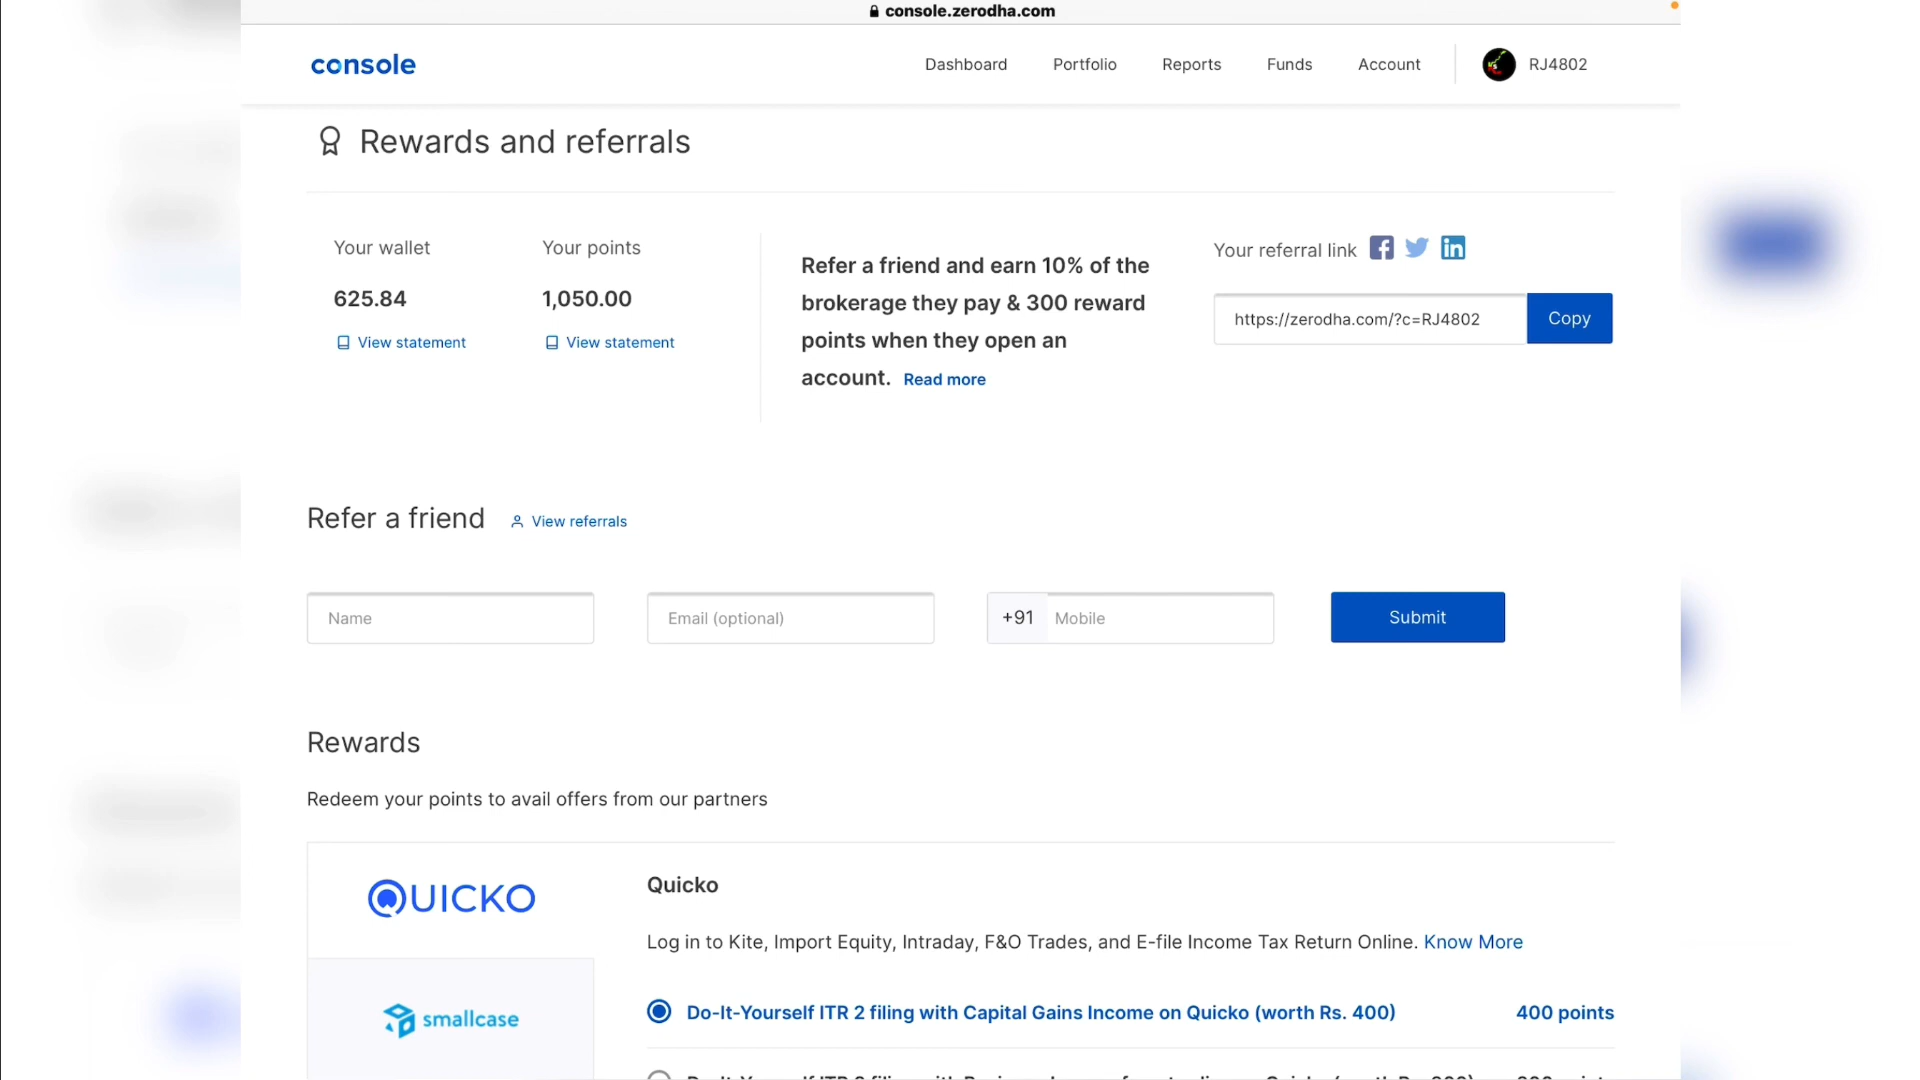 console.zerodha.com
console
Dashboard
Portfolio
Reports
Funds
Account
RJ4802
Rewards and referrals
Your wallet
625.84
View statement
Your points
1,050.00
View statement
Refer a friend and earn 10% of the
brokerage they pay & 300 reward
points when they open an
account. Read more
Your referral link
https://zerodha.com/?c=RJ4802
Copy
Refer a friend
View referrals
Name
Email (optional)
+91 Mobile
Submit
Rewards
Redeem your points to avail offers from our partners
QUICKO
smallcase
Quicko
Log in to Kite, Import Equity, Intraday, F&O Trades, and E-file Income Tax Return Online. Know More
Do-It-Yourself ITR 2 filing with Capital Gains Income on Quicko (worth Rs. 400)
400 points